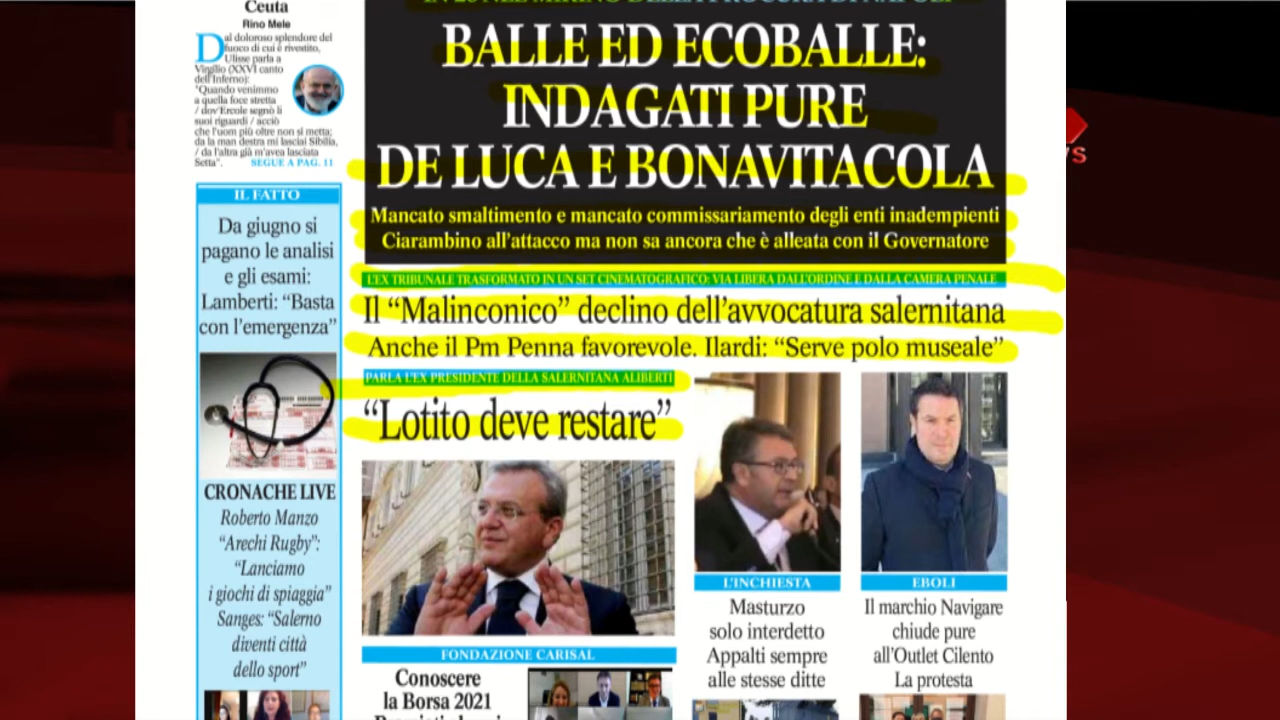 Ceuta
Rino Mele
Dal doloroso splendore del
fuoco di cui è rivestito,
Ulisse parla a
Virgilio (XXVI canto
dell'Inferno):
"Quando venimmo
a quella foce stretta
/ dov'Ercole segnò li
suoi riguardi / acciò
che l'uom più oltre non si metta;
da la man destra mi lasciai Sibilia,
/ da l'altra già m'avea lasciata
Setta".
SEGUE A PAG. 11
IL FATTO
Da giugno si
pagano le analisi
e gli esami:
Lamberti: “Basta
con l’emergenza”
CRONACHE LIVE
Roberto Manzo
“Arechi Rugby”:
“Lanciamo
i giochi di spiaggia”
Sanges: “Salerno
diventi città
dello sport”
IN 23 NEL MIRINO DELLA PROCURA DI NAPOLI
BALLE ED ECOBALLE:
INDAGATI PURE
DE LUCA E BONAVITACOLA
Mancato smaltimento e mancato commissariamento degli enti inadempienti
Ciarambino all’attacco ma non sa ancora che è alleata con il Governatore
L’EX TRIBUNALE TRASFORMATO IN UN SET CINEMATOGRAFICO: VIA LIBERA DALL’ORDINE E DALLA CAMERA PENALE
Il “Malinconico” declino dell’avvocatura salernitana
Anche il Pm Penna favorevole. Ilardi: “Serve polo museale”
PARLA L’EX PRESIDENTE DELLA SALERNITANA ALIBERTI
“Lotito deve restare”
FONDAZIONE CARISAL
Conoscere
la Borsa 2021
L’INCHIESTA
Masturzo
solo interdetto
Appalti sempre
alle stesse ditte
EBOLI
Il marchio Navigare
chiude pure
all’Outlet Cilento
La protesta